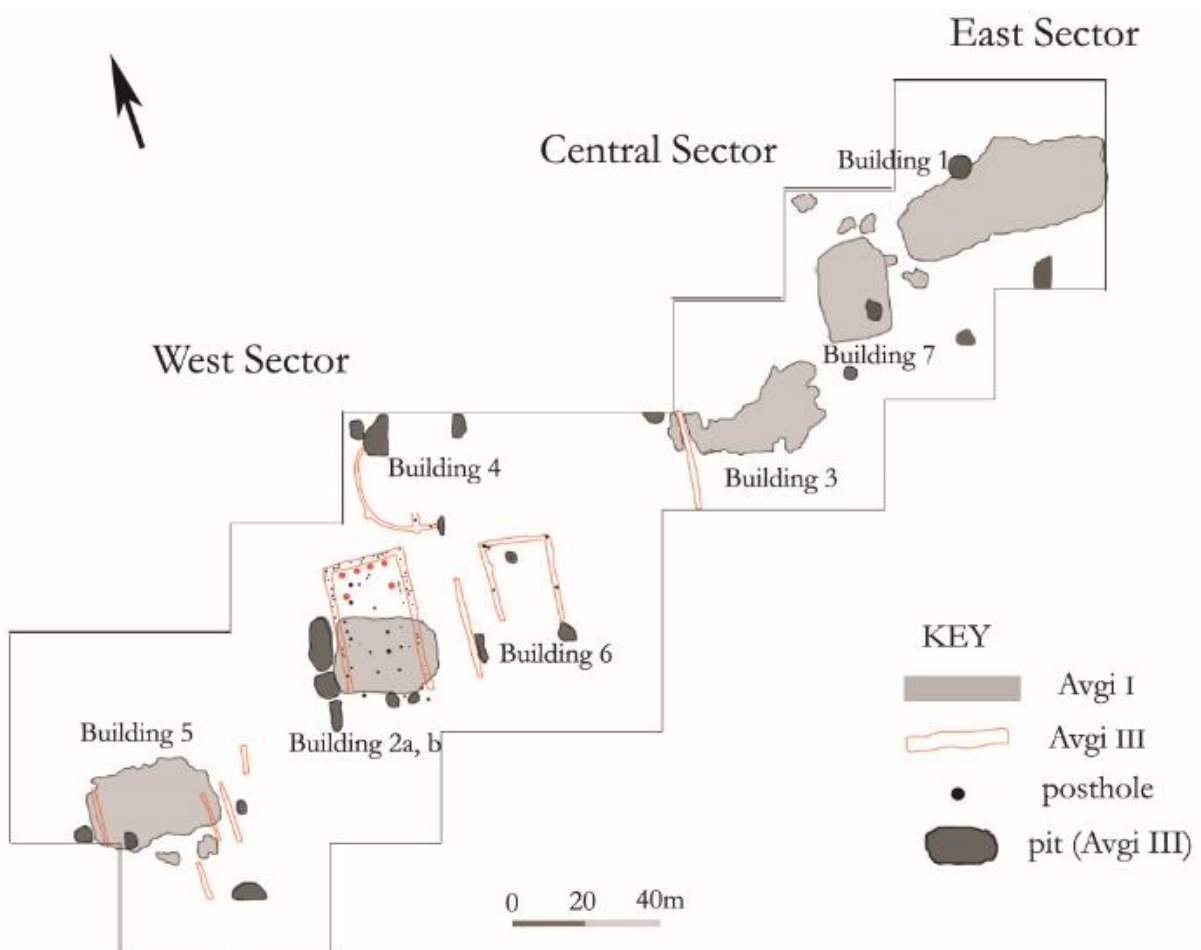 East Sector
Central Sector
Building 1
West Sector
Building 7
Building 4
Building 3
Building 6
Building 5
Building 2a, b
KEY
Avgi I
Avgi III
posthole
pit (Avgi III)
0 20 40m